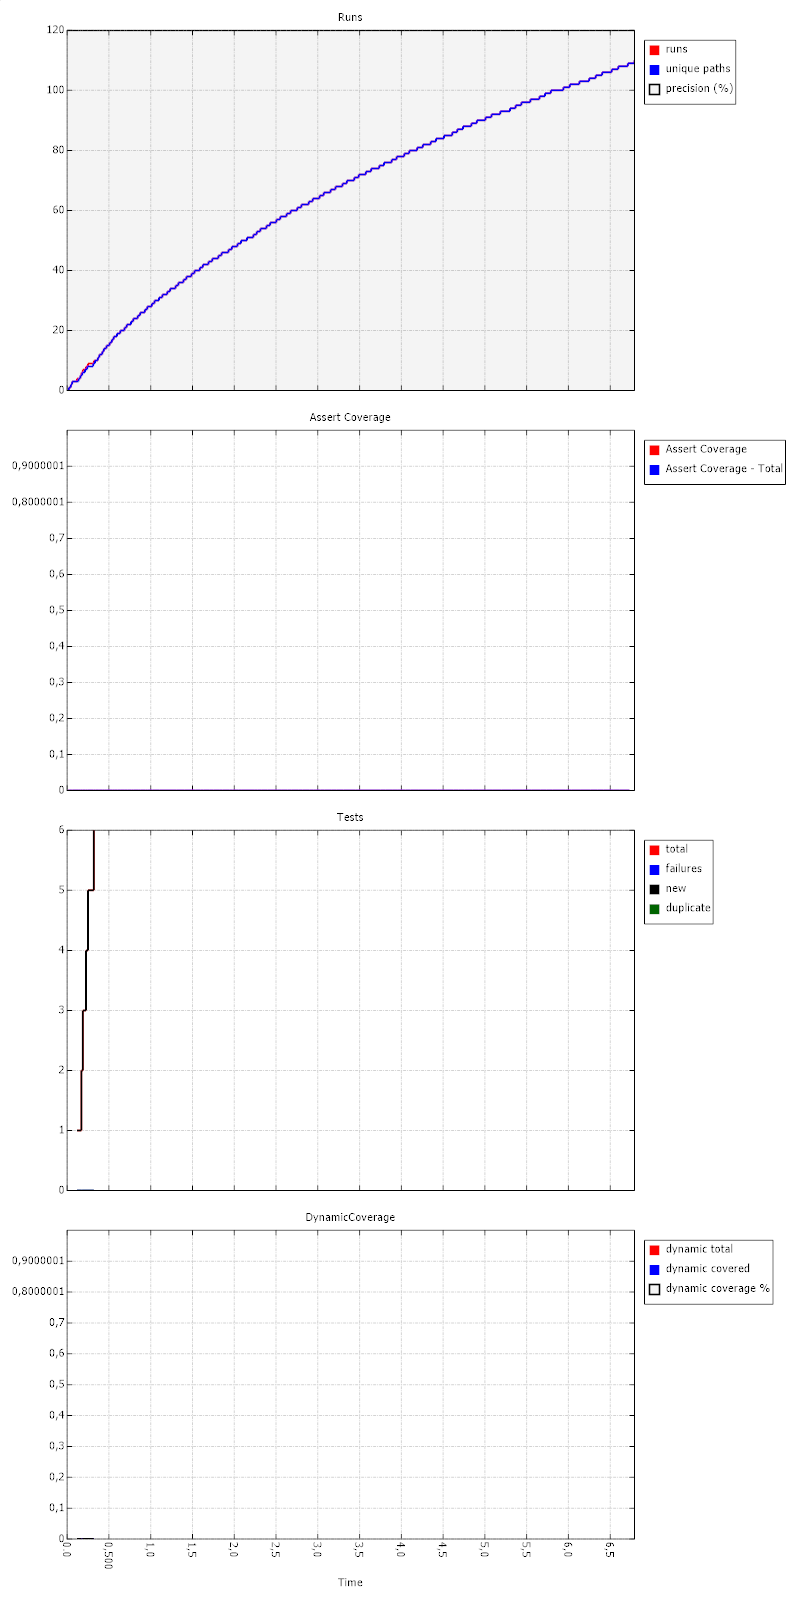 Runs
120
100
80
60
40
20
0
runs
unique paths
precision (%)
Assert Coverage
0,9000001
0,8000001
0,7
0,6
0,5
0,4
0,3
0,2
0,1
0
Assert Coverage
Assert Coverage - Total
Tests
6
5
4
3
2
1
0
total
failures
new
duplicate
DynamicCoverage
0,9000001
0,8000001
0,7
0,6
0,5
0,4
0,3
0,2
0,1
0
dynamic total
dynamic covered
dynamic coverage %
0,0
0,500
1,0
1,5
2,0
2,5
3,0
3,5
4,0
4,5
5,0
5,5
6,0
6,5
Time